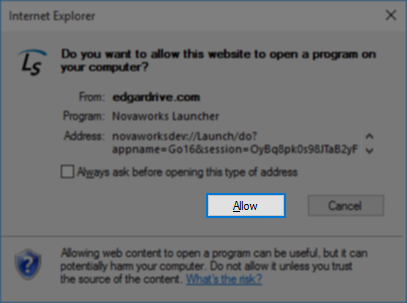 Internet Explorer
LS
Do you want to allow this website to open a program on
your computer?
From: edgardrive.com
Program: Novaworks Launcher
Address: novaworksdev://Launch/do?
appname=Go16&session=OyBq8pk0s98JTaB2yF
Always ask before opening this type of address
Allow
Cancel
Allowing web content to open a program can be useful, but it can
potentially harm your computer. Do not allow it unless you trust
the source of the content. What's the risk?